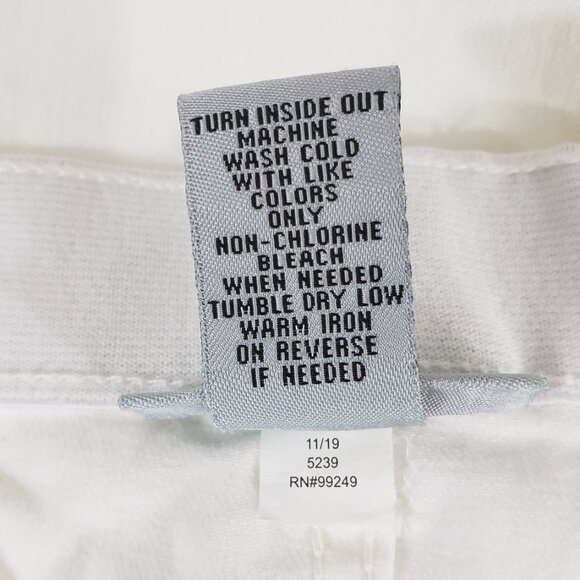 TURN INSIDE OUT
MACHINE
WASH COLD
WITH LIKE
COLORS
ONLY
NON-CHLORINE
BLEACH
WHEN NEEDED
TUMBLE DRY LOW
WARM IRON
ON REVERSE
IF NEEDED
11/19
5239
RN#99249